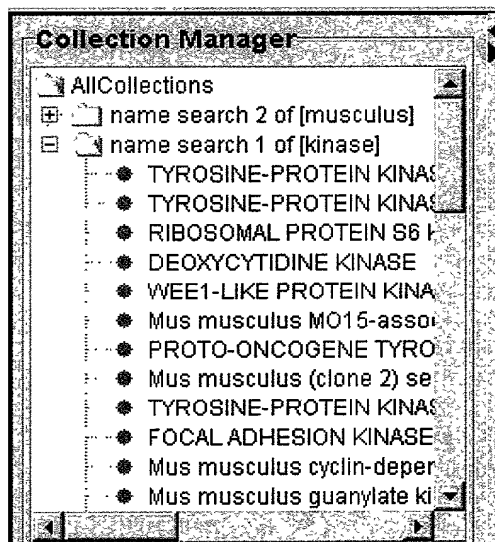 Collection Manager
AllCollections
name search 2 of [musculus]
name search 1 of [kinase]
TYROSINE-PROTEIN KINAS
TYROSINE-PROTEIN KINAS
RIBOSOMAL PROTEIN S6 K
DEOXYCYTIDINE KINASE
WEE1-LIKE PROTEIN KINA
Mus musculus MO15-assoc
PROTO-ONCOGENE TYRO
Mus musculus (clone 2) se
TYROSINE-PROTEIN KINAS
FOCAL ADHESION KINASE
Mus musculus cyclin-deper
Mus musculus guanylate ki